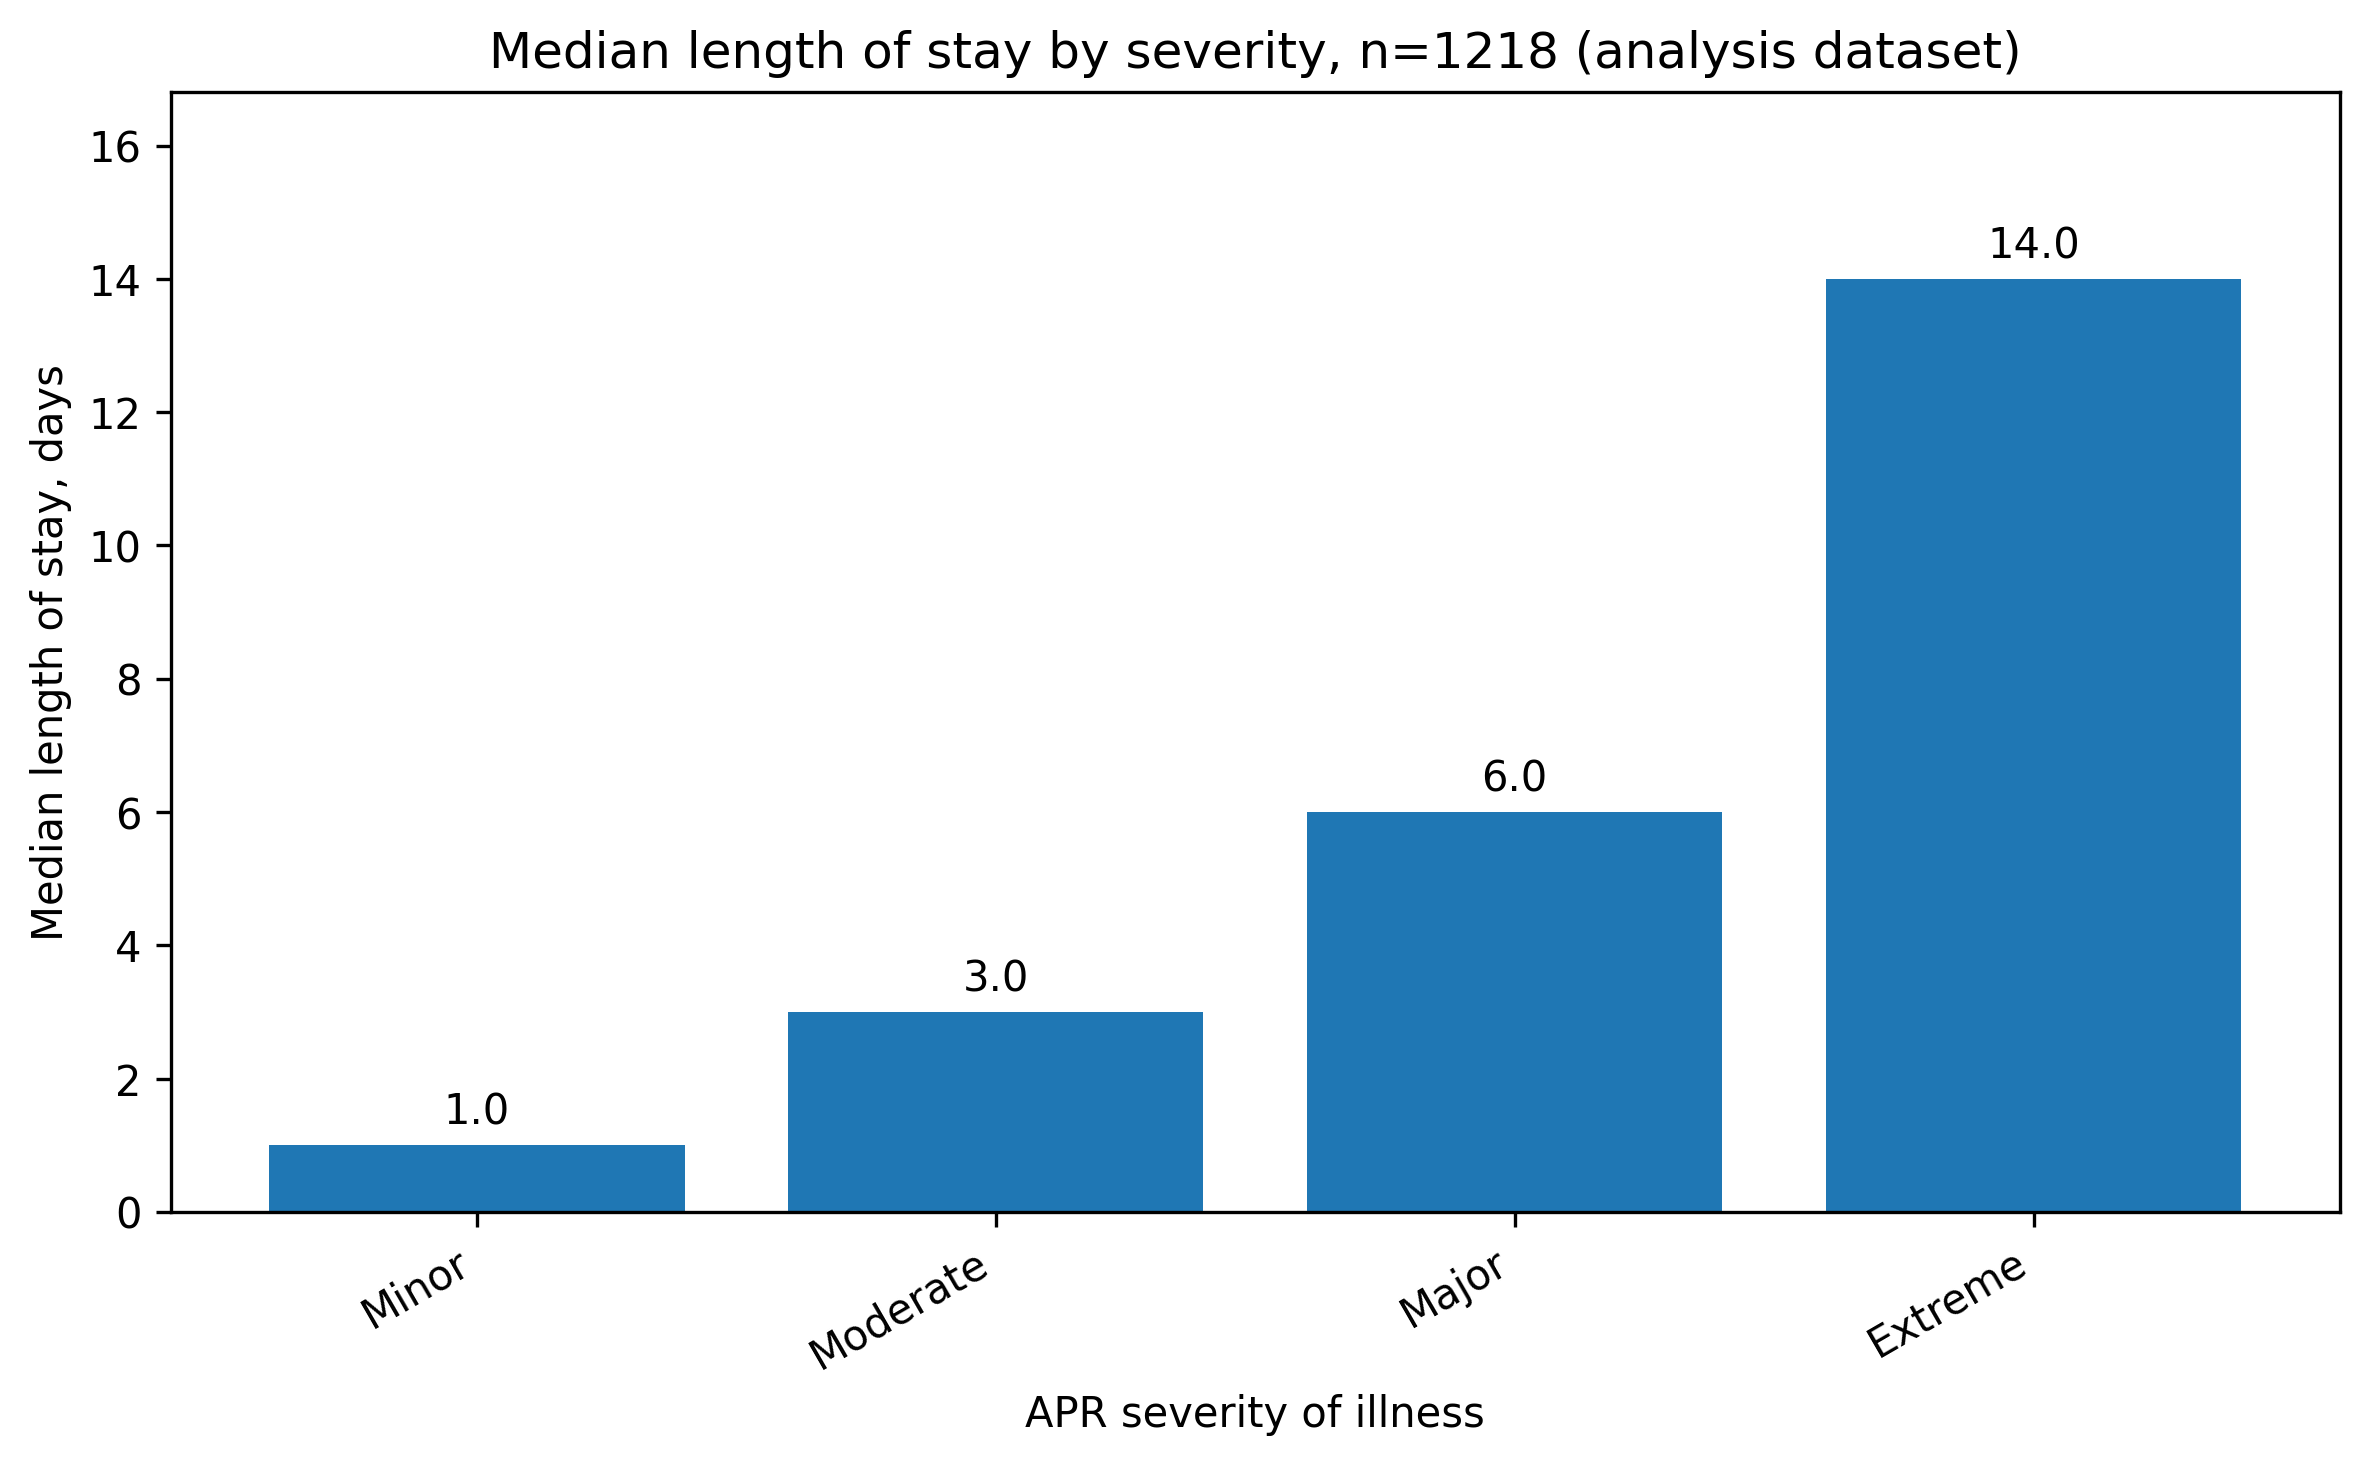 Median length of stay by severity, n=1218 (analysis dataset)
Median length of stay, days
16
14
12
10
8
6
4
2
0
1.0
3.0
6.0
14.0
Minor
Moderate
Major
Extreme
APR severity of illness